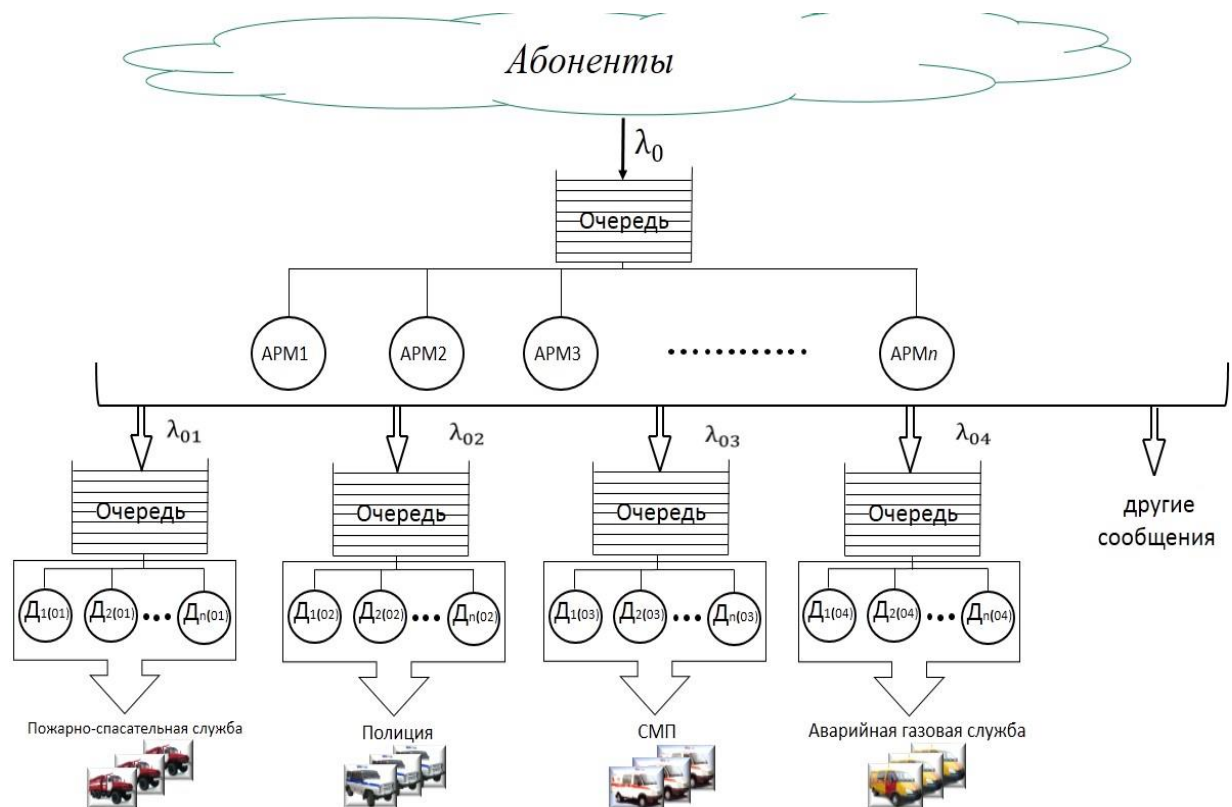 Абоненты
λ₀
Очередь
АРМ1 АРМ2 АРМ3 АРМn
λ₀₁ λ₀₂ λ₀₃ λ₀₄
Очередь Очередь Очередь Очередь
другие
сообщения
Д1(01) Д2(01) Дn(01) Д1(02) Д2(02) Дn(02) Д1(03) Д2(03) Дn(03) Д1(04) Д2(04) Дn(04)
Пожарно-спасательная служба Полиция СМП Аварийная газовая служба